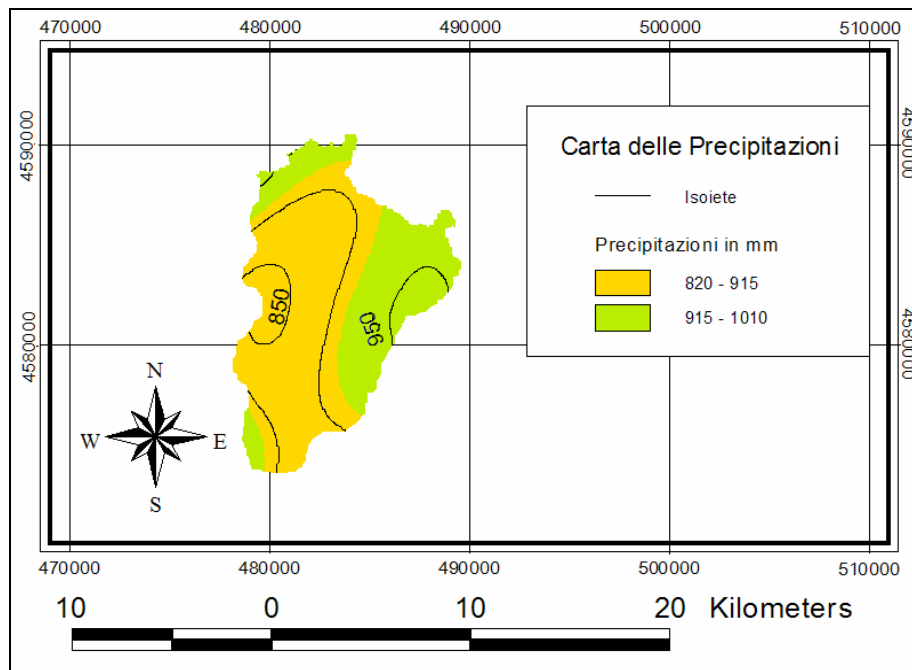 470000 480000 490000 500000 510000
4590000 4590000
4580000 4580000
Carta delle Precipitazioni
Isoiete
Precipitazioni in mm
820 - 915
915 - 1010
850
950
N
W E
S
470000 480000 490000 500000 510000
10 0 10 20 Kilometers